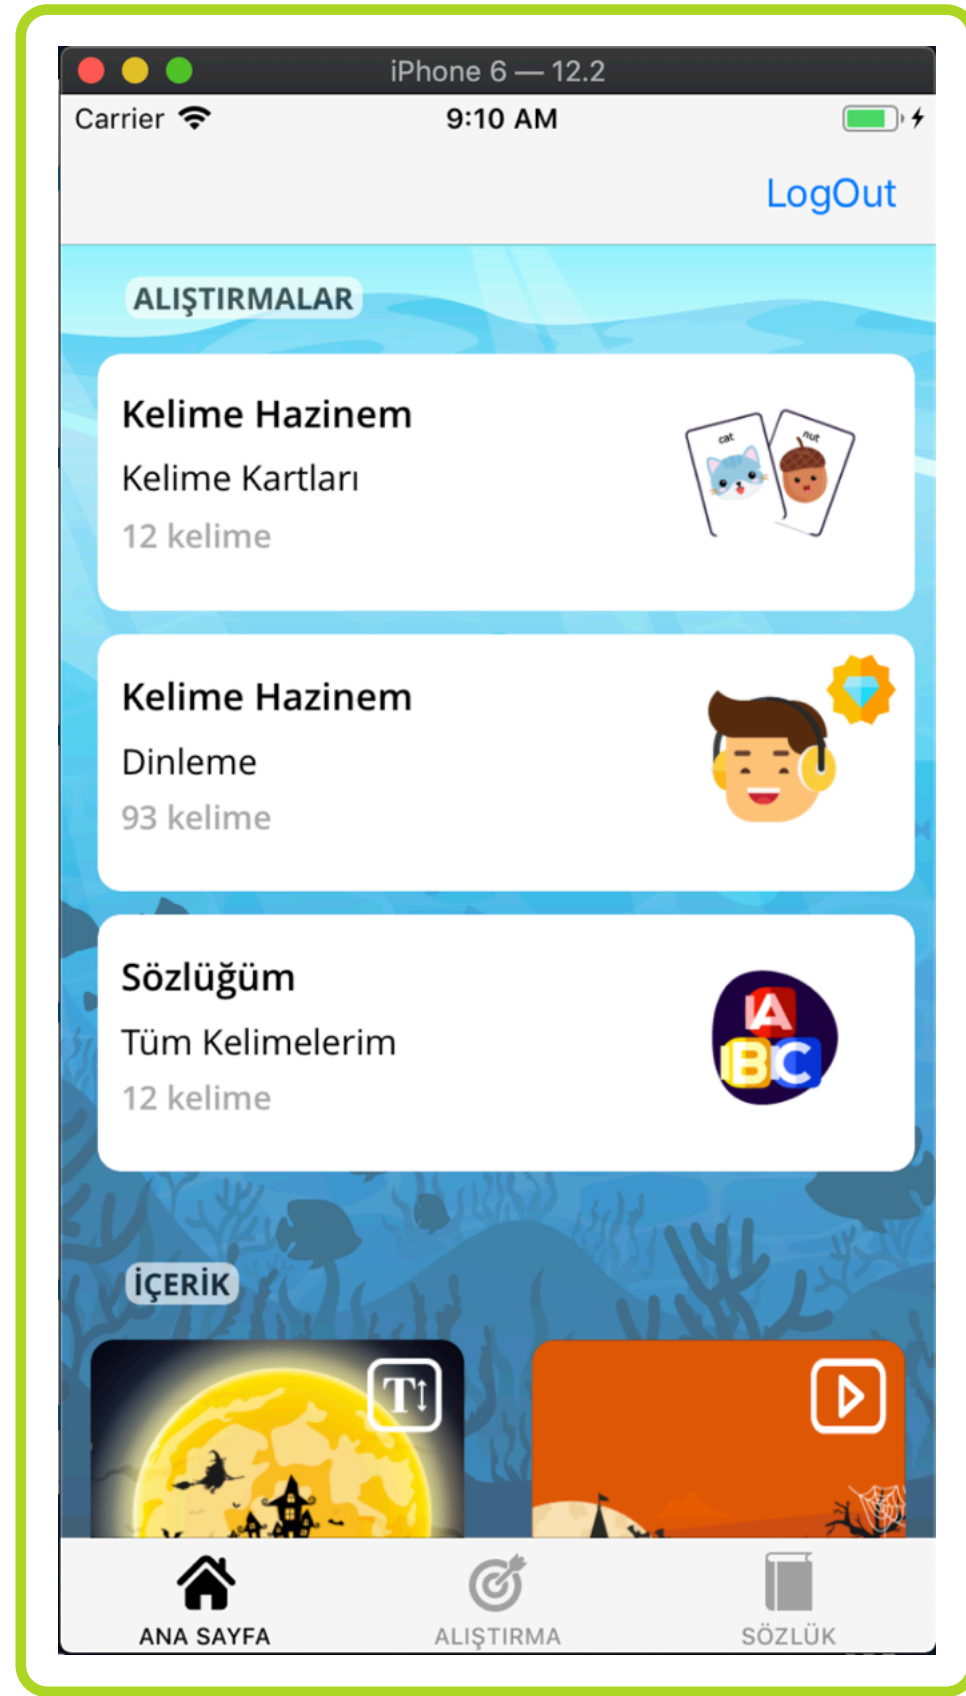 iPhone 6 — 12.2
Carrier 9:10 AM
LogOut
ALIŞTIRMALAR
Kelime Hazinem
Kelime Kartları
12 kelime
cat
nut
Kelime Hazinem
Dinleme
93 kelime
Sözlüğüm
Tüm Kelimelerim
12 kelime
A
B C
İÇERİK
T
ANA SAYFA ALIŞTIRMA SÖZLÜK